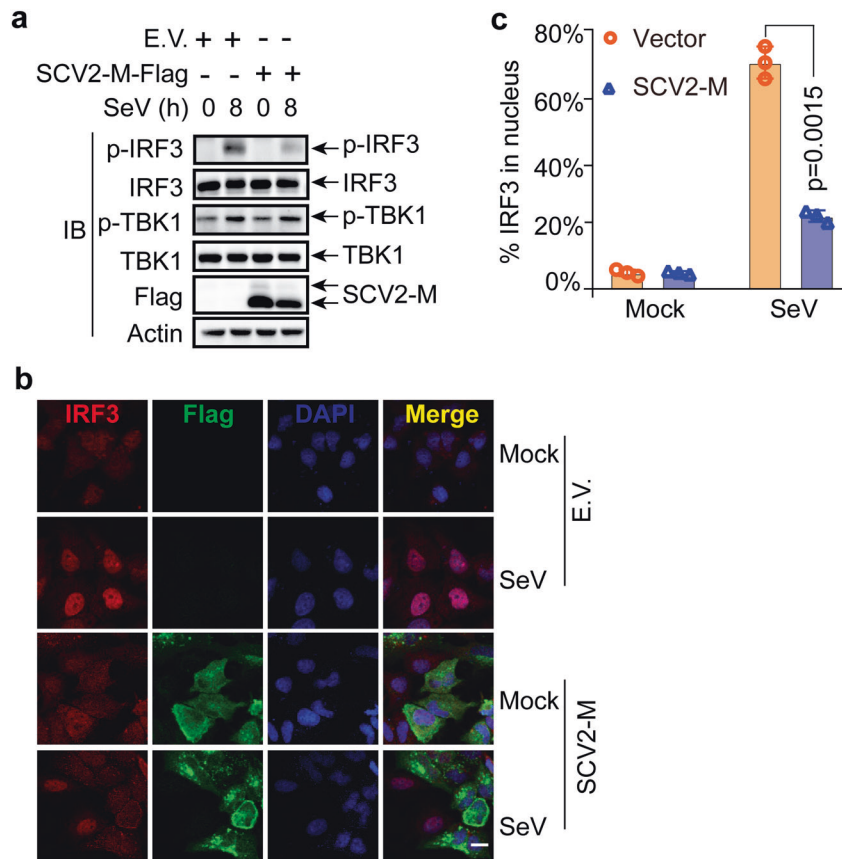 a
E.V. + + - -
SCV2-M-Flag - - + +
SeV (h) 0 8 0 8
IB
p-IRF3 p-IRF3
IRF3 IRF3
p-TBK1 p-TBK1
TBK1 TBK1
Flag SCV2-M
Actin
c
% IRF3 in nucleus
80%
60%
40%
20%
0%
Vector
SCV2-M
p=0.0015
Mock SeV
b
IRF3 Flag DAPI Merge
Mock
SeV
E.V.
Mock
SeV
SCV2-M